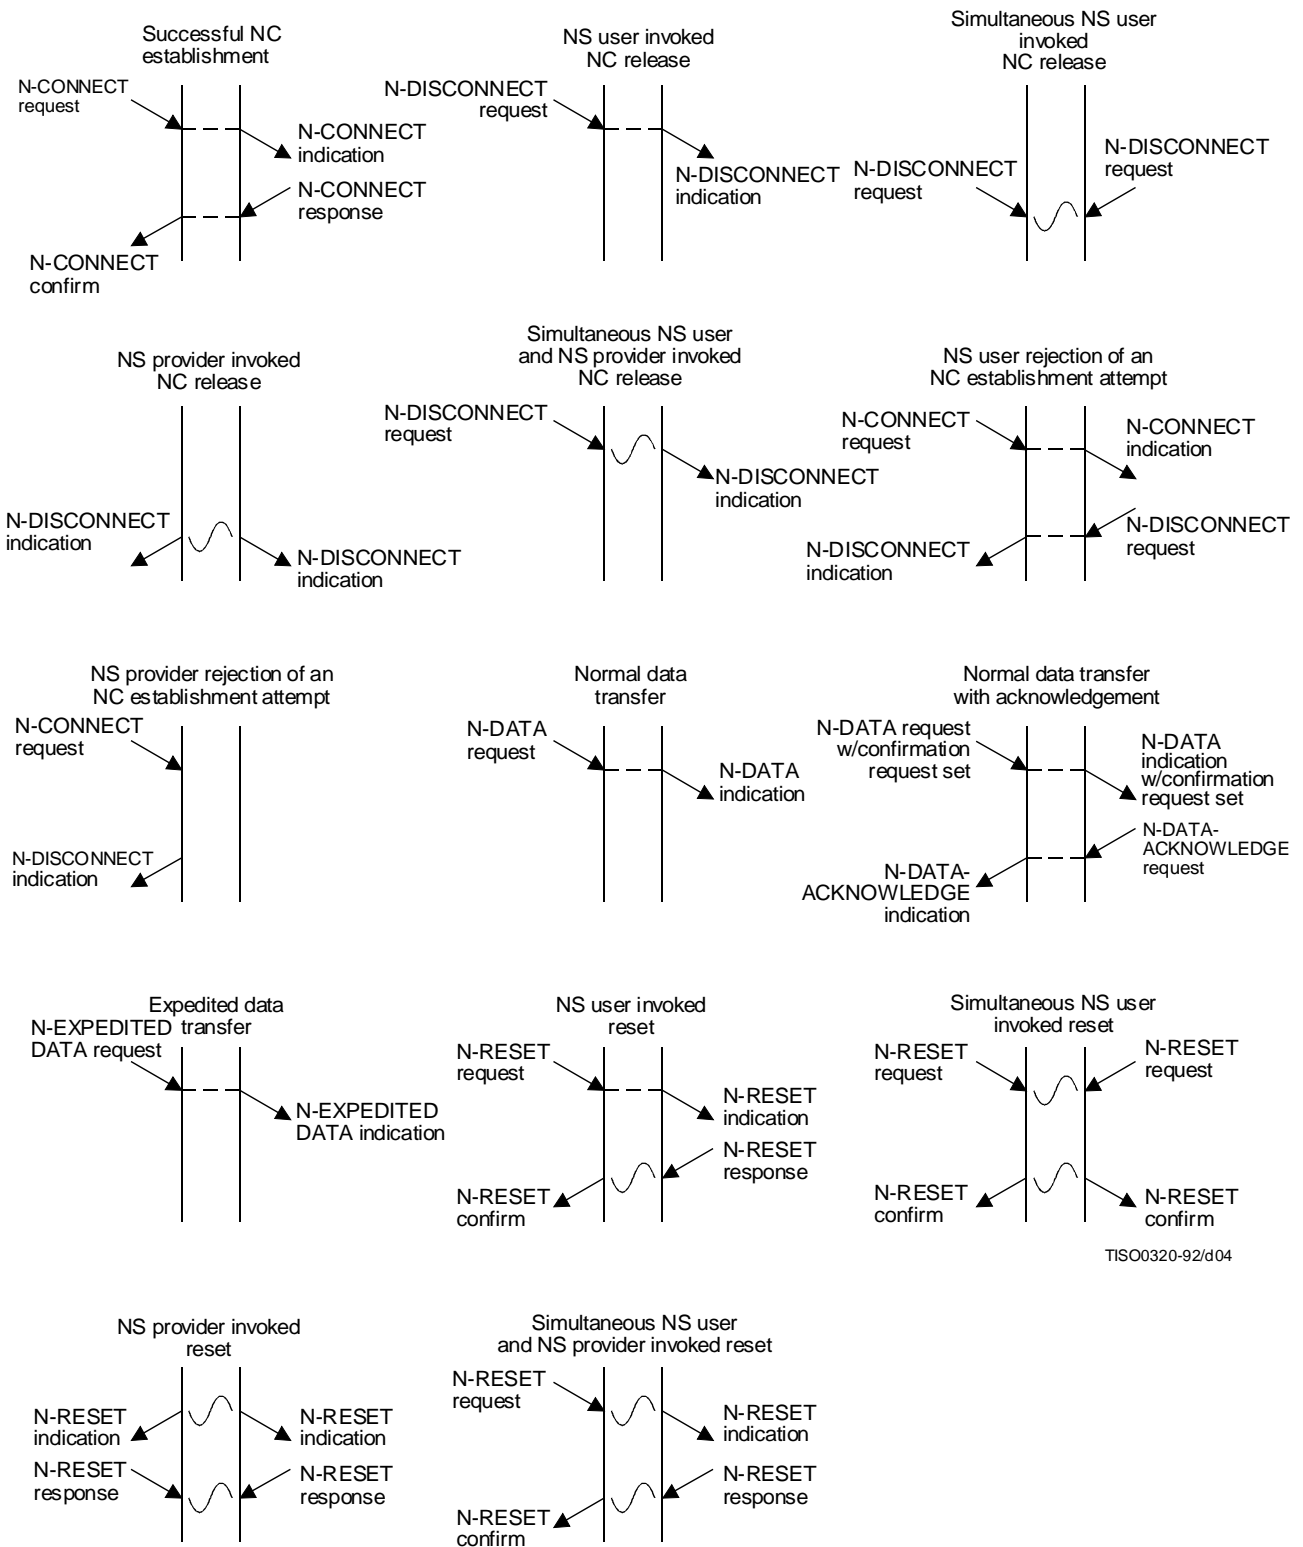 Successful NC
establishment
N-CONNECT
request
N-CONNECT
indication
N-CONNECT
response
N-CONNECT
confirm
NS user invoked
NC release
N-DISCONNECT
request
N-DISCONNECT
indication
Simultaneous NS user
invoked
NC release
N-DISCONNECT
request
N-DISCONNECT
request
NS provider invoked
NC release
N-DISCONNECT
indication
N-DISCONNECT
indication
Simultaneous NS user
and NS provider invoked
NC release
N-DISCONNECT
request
N-DISCONNECT
indication
NS user rejection of an
NC establishment attempt
N-CONNECT
request
N-CONNECT
indication
N-DISCONNECT
request
N-DISCONNECT
indication
NS provider rejection of an
NC establishment attempt
N-CONNECT
request
N-DISCONNECT
indication
Normal data
transfer
N-DATA
request
N-DATA
indication
Normal data transfer
with acknowledgement
N-DATA request
w/confirmation
request set
N-DATA
indication
w/confirmation
request set
N-DATA-
ACKNOWLEDGE
request
N-DATA-
ACKNOWLEDGE
indication
Expedited data
transfer
N-EXPEDITED
DATA request
N-EXPEDITED
DATA indication
NS user invoked
reset
N-RESET
request
N-RESET
indication
N-RESET
response
N-RESET
confirm
Simultaneous NS user
invoked reset
N-RESET
request
N-RESET
request
N-RESET
confirm
N-RESET
confirm
TISO0320-92/d04
NS provider invoked
reset
N-RESET
indication
N-RESET
indication
N-RESET
response
N-RESET
response
Simultaneous NS user
and NS provider invoked reset
N-RESET
request
N-RESET
indication
N-RESET
response
N-RESET
confirm